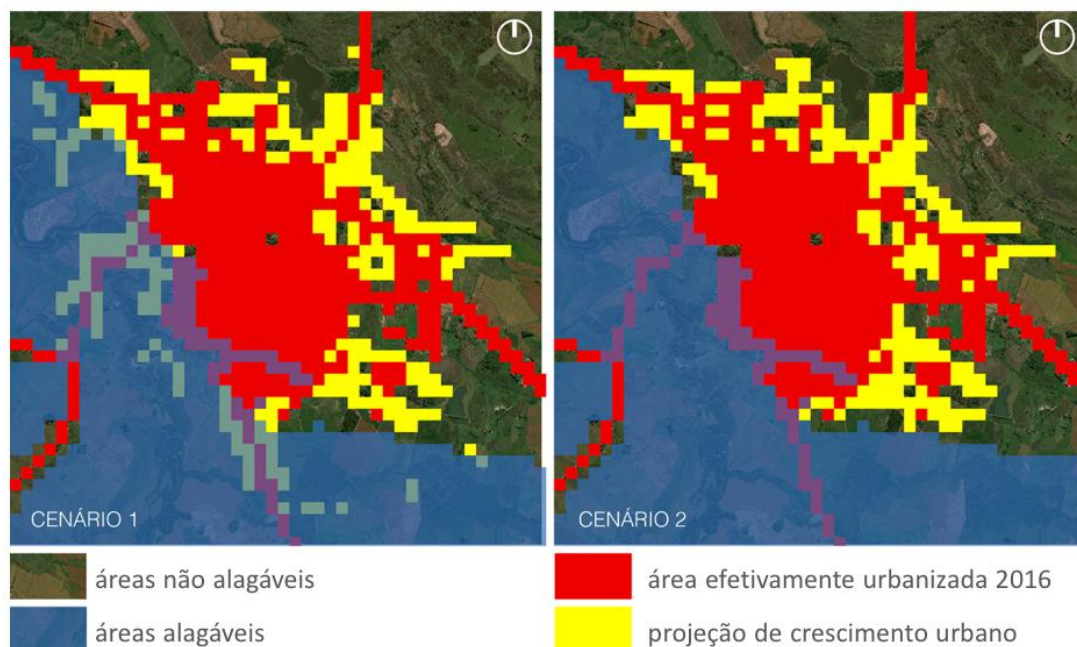 CENÁRIO 1
CENÁRIO 2
áreas não alagáveis
área efetivamente urbanizada 2016
áreas alagáveis
projeção de crescimento urbano